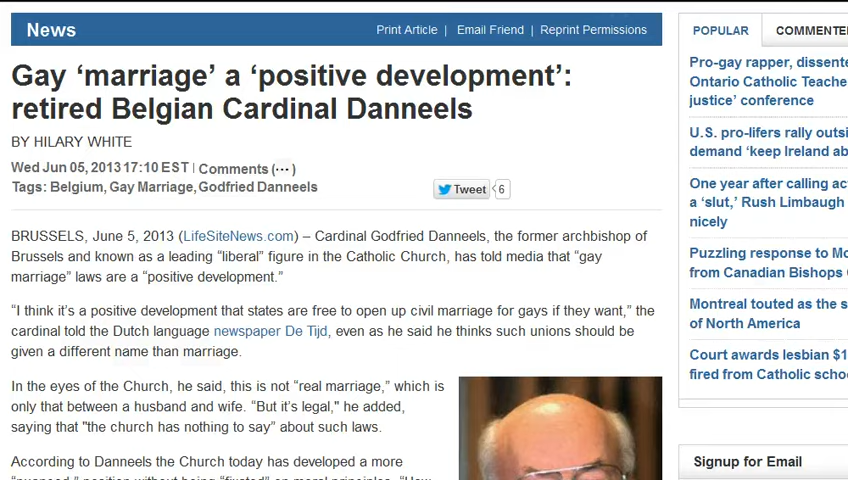 News
Print Article | Email Friend | Reprint Permissions
Gay ‘marriage’ a ‘positive development’:
retired Belgian Cardinal Danneels
BY HILARY WHITE
Wed Jun 05, 2013 17:10 EST | Comments (···)
Tags: Belgium, Gay Marriage, Godfried Danneels
Tweet 6
BRUSSELS, June 5, 2013 (LifeSiteNews.com) – Cardinal Godfried Danneels, the former archbishop of
Brussels and known as a leading “liberal” figure in the Catholic Church, has told media that “gay
marriage” laws are a “positive development.”
“I think it’s a positive development that states are free to open up civil marriage for gays if they want,” the
cardinal told the Dutch language newspaper De Tijd, even as he said he thinks such unions should be
given a different name than marriage.
In the eyes of the Church, he said, this is not “real marriage,” which is
only that between a husband and wife. “But it’s legal," he added,
saying that "the church has nothing to say” about such laws.
According to Danneels the Church today has developed a more
POPULAR
COMMENTE
Pro-gay rapper, dissente
Ontario Catholic Teache
justice’ conference
U.S. pro-lifers rally outsi
demand ‘keep Ireland ab
One year after calling ac
a ‘slut,’ Rush Limbaugh
nicely
Puzzling response to Mo
from Canadian Bishops
Montreal touted as the s
of North America
Court awards lesbian $1
fired from Catholic scho
Signup for Email